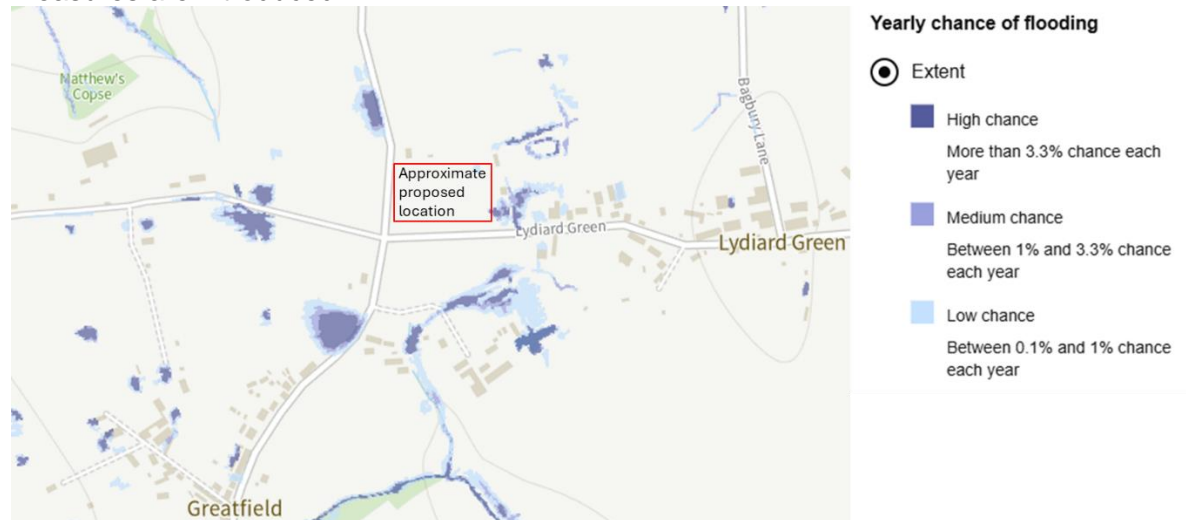 Yearly chance of flooding
Extent
High chance
More than 3.3% chance each
year
Medium chance
Between 1% and 3.3% chance
each year
Low chance
Between 0.1% and 1% chance
each year
Matthew's
Copse
Bagbury Lane
Approximate
proposed
location
Lydiard Green
Lydiard Green
Greatfield